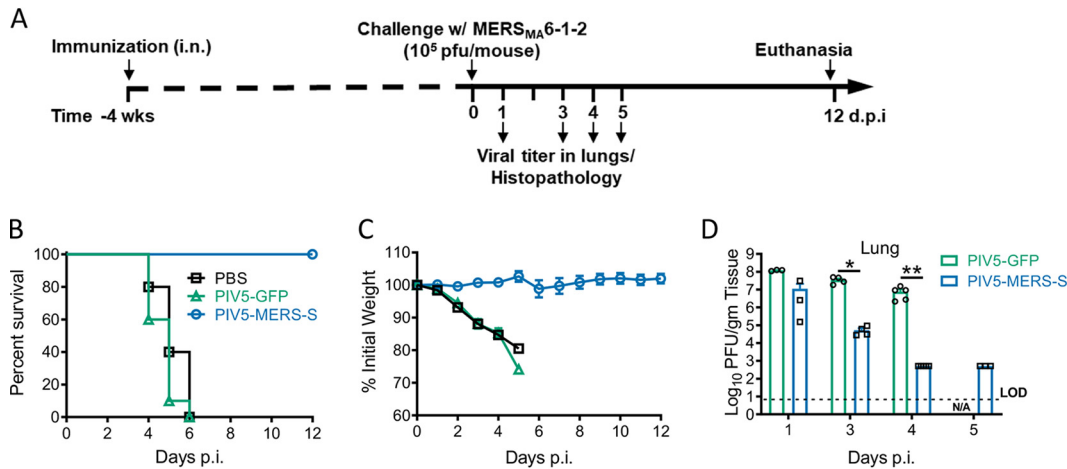 A
Immunization (i.n.)
Challenge w/ MERSMA6-1-2
(10⁵ pfu/mouse)
Euthanasia
Time -4 wks
0 1 3 4 5
12 d.p.i
Viral titer in lungs/
Histopathology
B
Percent survival
100
80
60
40
20
0
0 2 4 6 8 10 12
Days p.i.
PBS
PIV5-GFP
PIV5-MERS-S
C
% Initial Weight
110
100
90
80
70
60
0 2 4 6 8 10 12
Days p.i.
D
Lung
Log10 PFU/gm Tissue
9
8
7
6
5
4
3
2
1
0
* **
N/A
LOD
1 3 4 5
Days p.i.
PIV5-GFP
PIV5-MERS-S